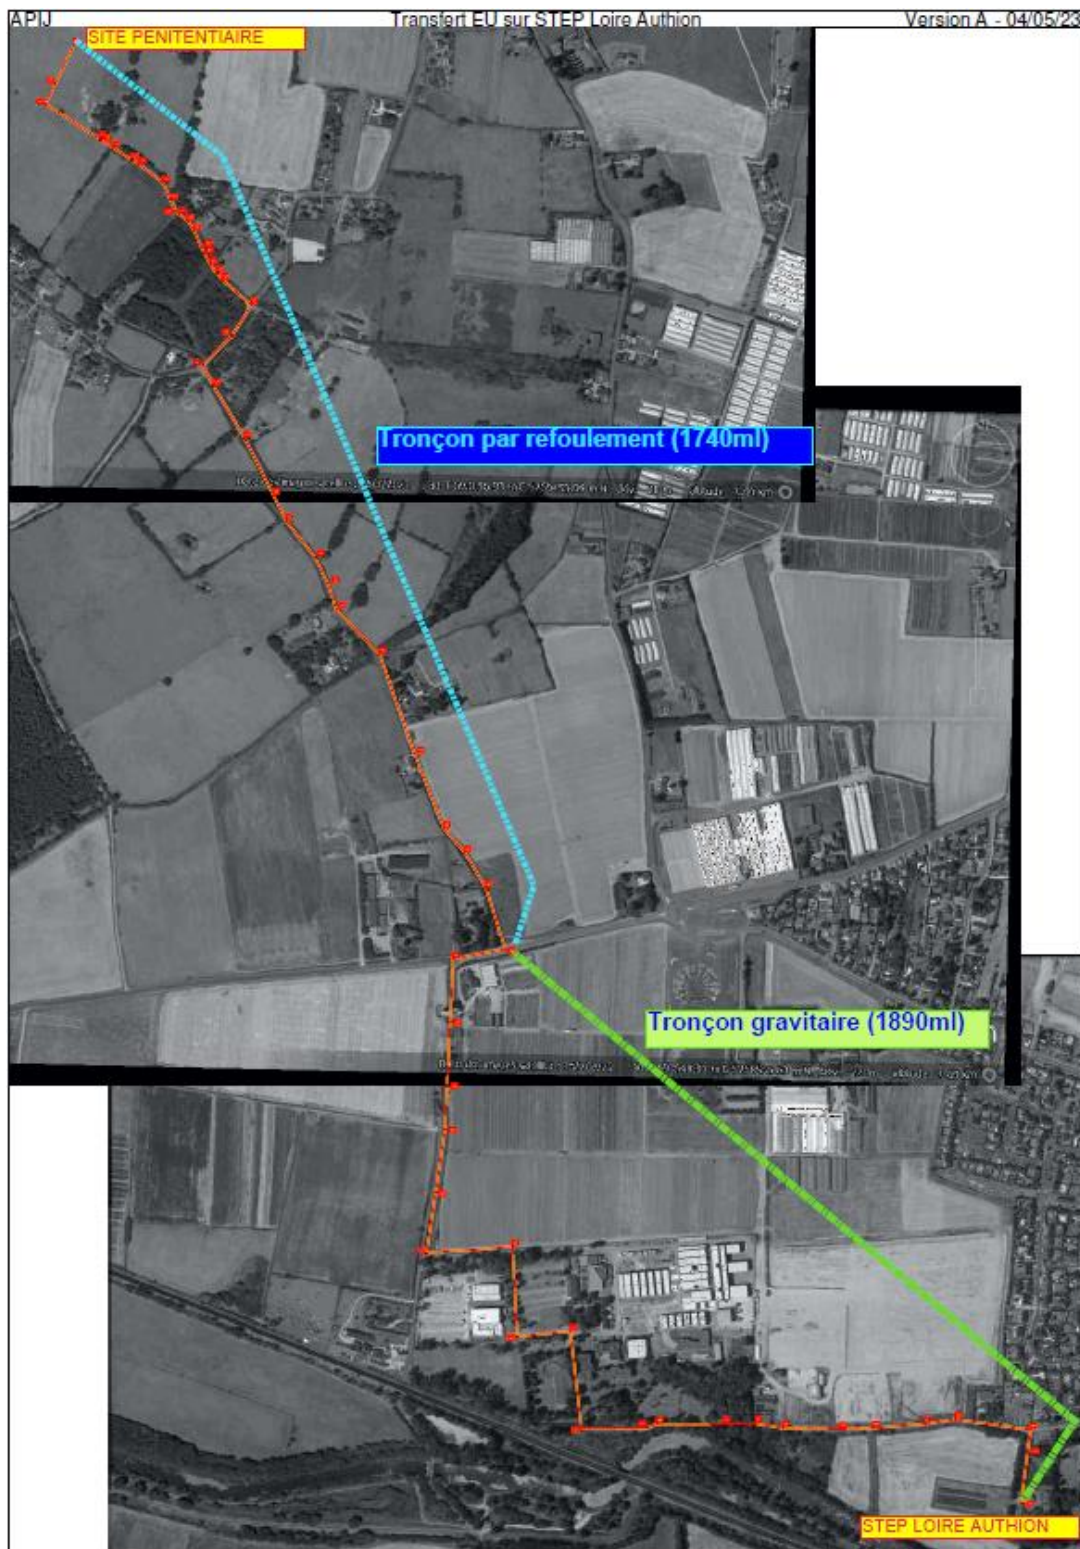 APIJ Transfert EU sur STEP Loire Authion Version A - 04/05/23
SITE PENITENTIAIRE
Tronçon par refoulement (1740ml)
Tronçon gravitaire (1890ml)
STEP LOIRE AUTHION